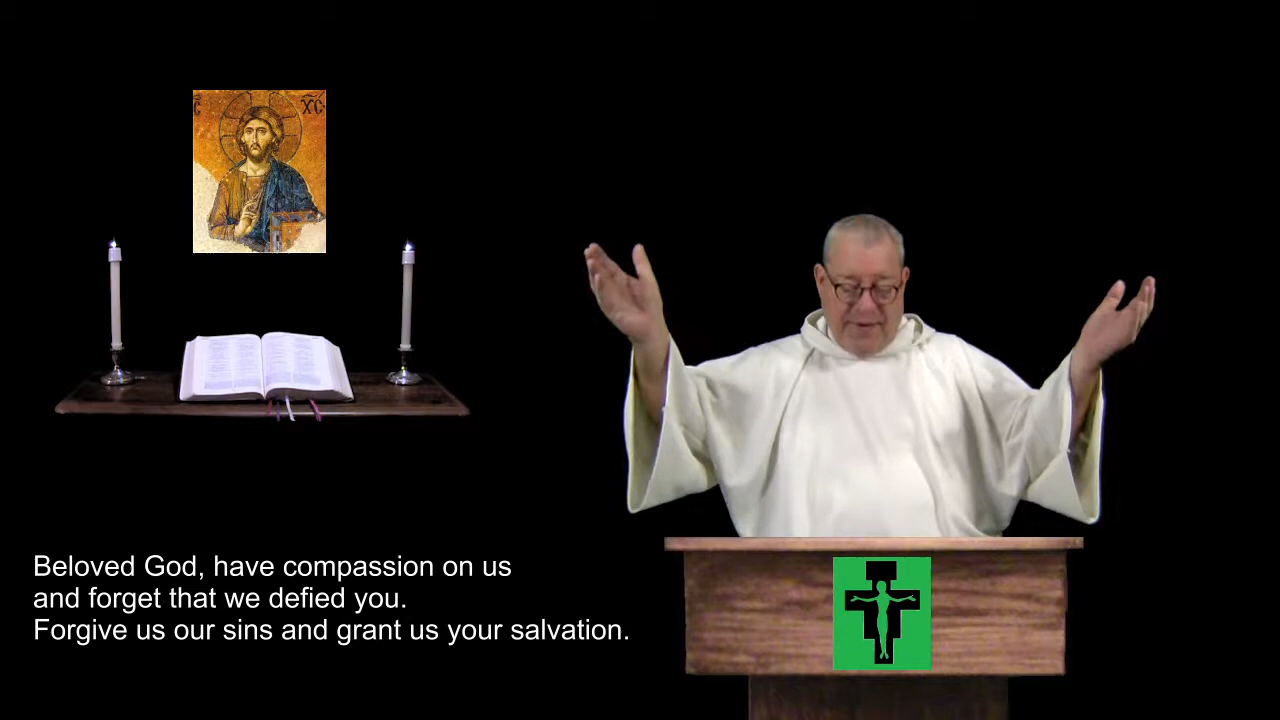 XC
Beloved God, have compassion on us
and forget that we defied you.
Forgive us our sins and grant us your salvation.